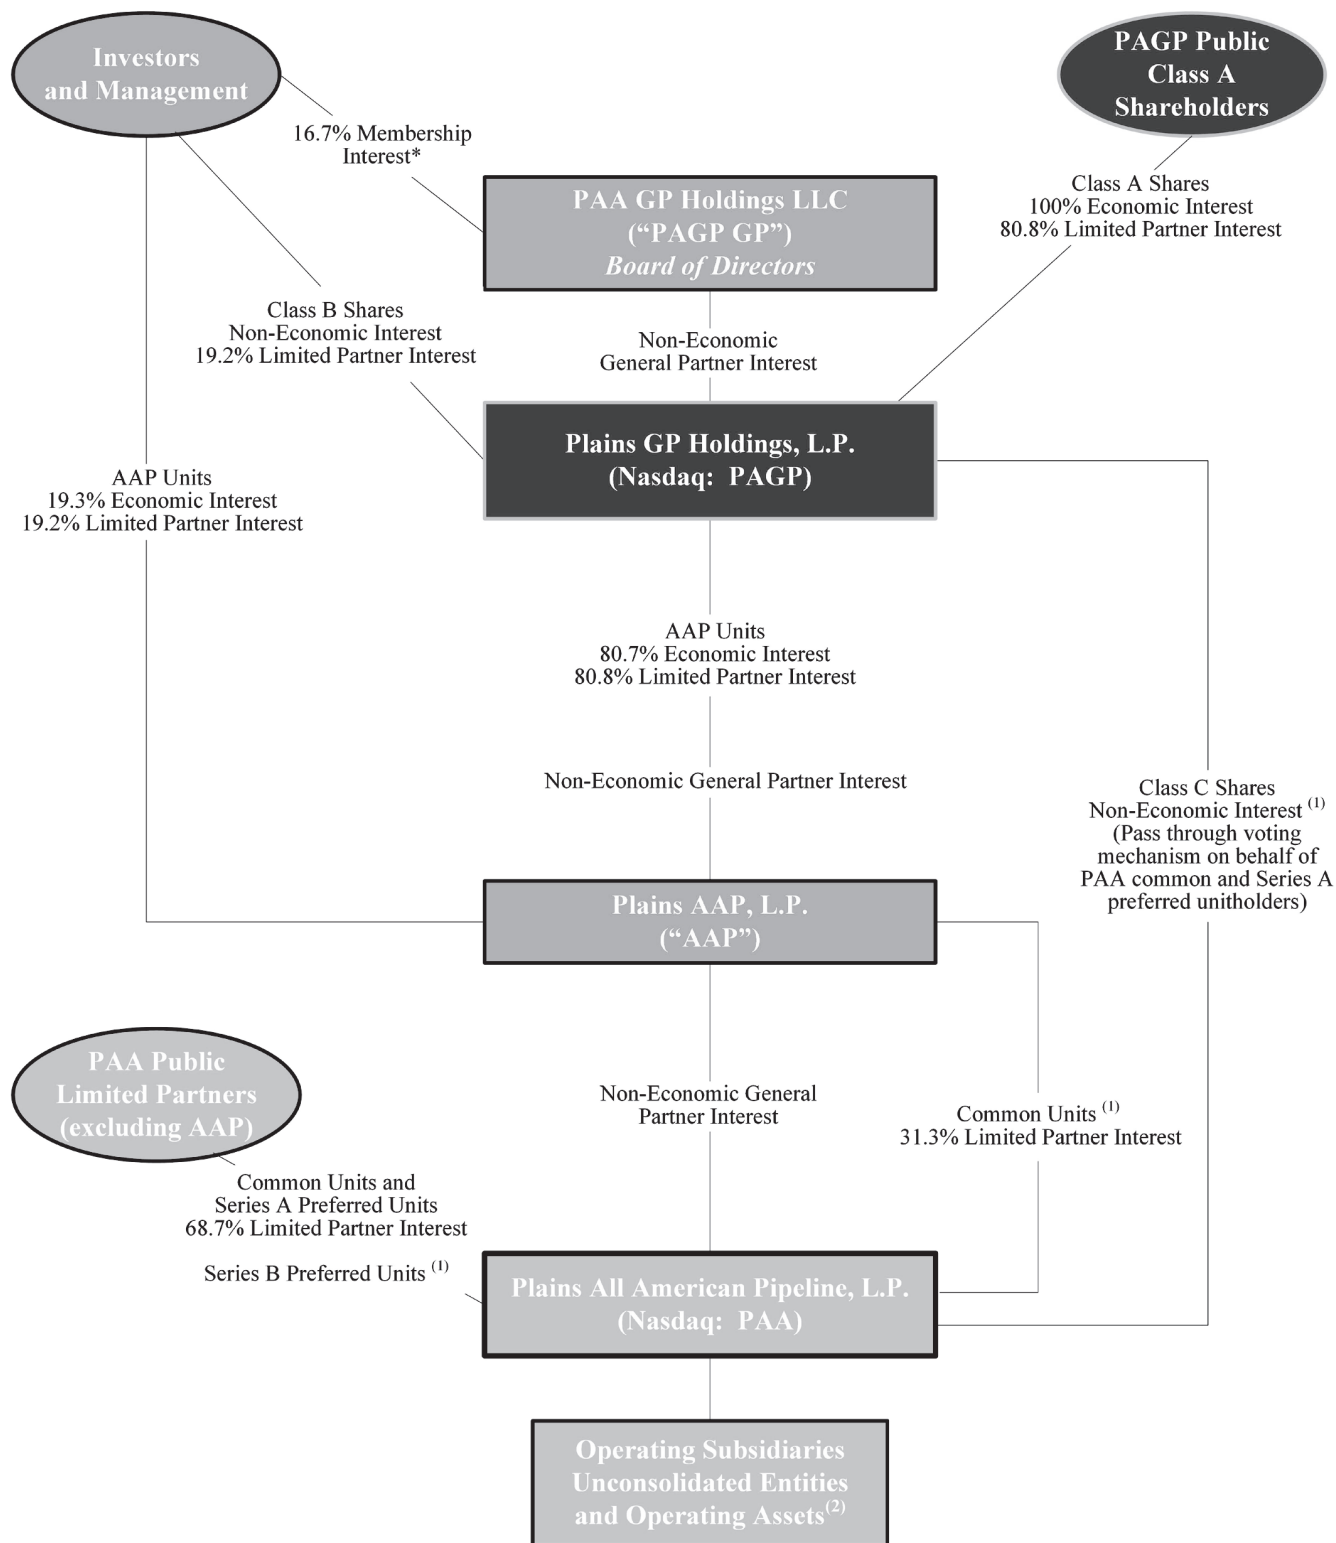 Investors
and Management
PAGP Public
Class A
Shareholders
16.7% Membership
Interest*
PAA GP Holdings LLC
(“PAGP GP”)
Board of Directors
Class A Shares
100% Economic Interest
80.8% Limited Partner Interest
Class B Shares
Non-Economic Interest
19.2% Limited Partner Interest
Non-Economic
General Partner Interest
Plains GP Holdings, L.P.
(Nasdaq: PAGP)
AAP Units
19.3% Economic Interest
19.2% Limited Partner Interest
AAP Units
80.7% Economic Interest
80.8% Limited Partner Interest
Non-Economic General Partner Interest
Class C Shares
Non-Economic Interest (1)
(Pass through voting
mechanism on behalf of
PAA common and Series A
preferred unitholders)
Plains AAP, L.P.
(“AAP”)
PAA Public
Limited Partners
(excluding AAP)
Non-Economic General
Partner Interest
Common Units (1)
31.3% Limited Partner Interest
Common Units and
Series A Preferred Units
68.7% Limited Partner Interest
Series B Preferred Units (1)
Plains All American Pipeline, L.P.
(Nasdaq: PAA)
Operating Subsidiaries
Unconsolidated Entities
and Operating Assets(2)